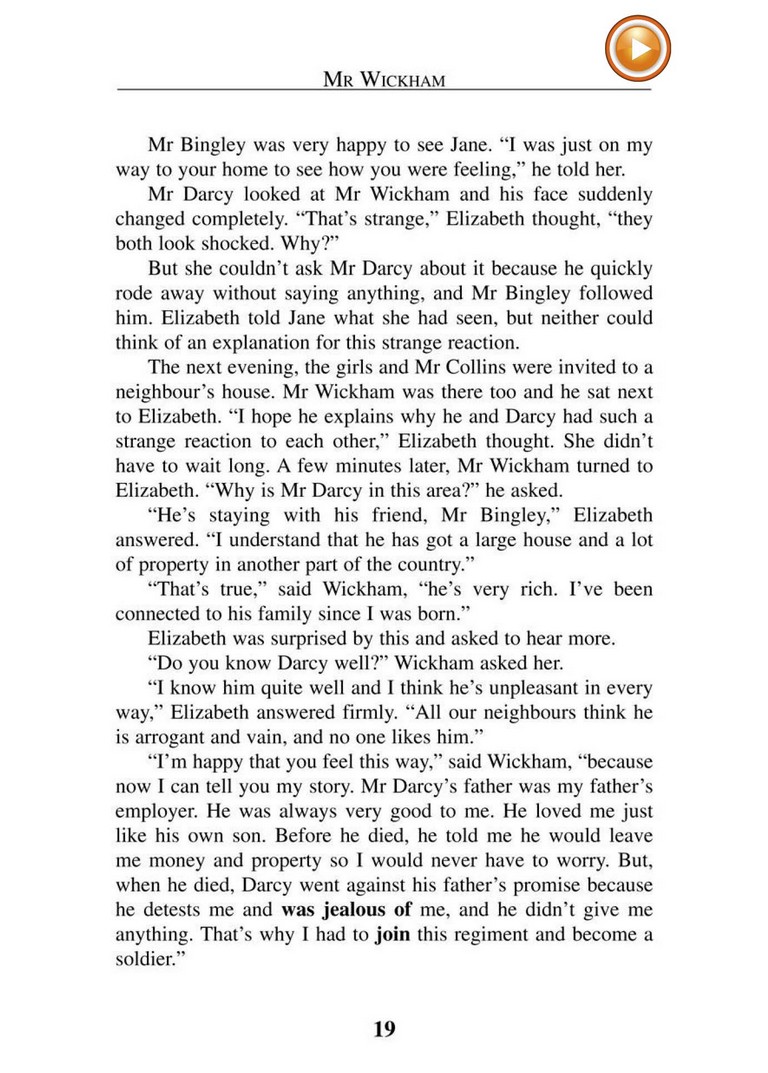 MR WICKHAM
Mr Bingley was very happy to see Jane. “I was just on my
way to your home to see how you were feeling,” he told her.
Mr Darcy looked at Mr Wickham and his face suddenly
changed completely. “That’s strange,” Elizabeth thought, “they
both look shocked. Why?”
But she couldn’t ask Mr Darcy about it because he quickly
rode away without saying anything, and Mr Bingley followed
him. Elizabeth told Jane what she had seen, but neither could
think of an explanation for this strange reaction.
The next evening, the girls and Mr Collins were invited to a
neighbour’s house. Mr Wickham was there too and he sat next
to Elizabeth. “I hope he explains why he and Darcy had such a
strange reaction to each other,” Elizabeth thought. She didn’t
have to wait long. A few minutes later, Mr Wickham turned to
Elizabeth. “Why is Mr Darcy in this area?” he asked.
“He’s staying with his friend, Mr Bingley,” Elizabeth
answered. “I understand that he has got a large house and a lot
of property in another part of the country.”
“That’s true,” said Wickham, “he’s very rich. I’ve been
connected to his family since I was born.”
Elizabeth was surprised by this and asked to hear more.
“Do you know Darcy well?” Wickham asked her.
“I know him quite well and I think he’s unpleasant in every
way,” Elizabeth answered firmly. “All our neighbours think he
is arrogant and vain, and no one likes him.”
“I’m happy that you feel this way,” said Wickham, “because
now I can tell you my story. Mr Darcy’s father was my father’s
employer. He was always very good to me. He loved me just
like his own son. Before he died, he told me he would leave
me money and property so I would never have to worry. But,
when he died, Darcy went against his father’s promise because
he detests me and was jealous of me, and he didn’t give me
anything. That’s why I had to join this regiment and become a
soldier.”
19